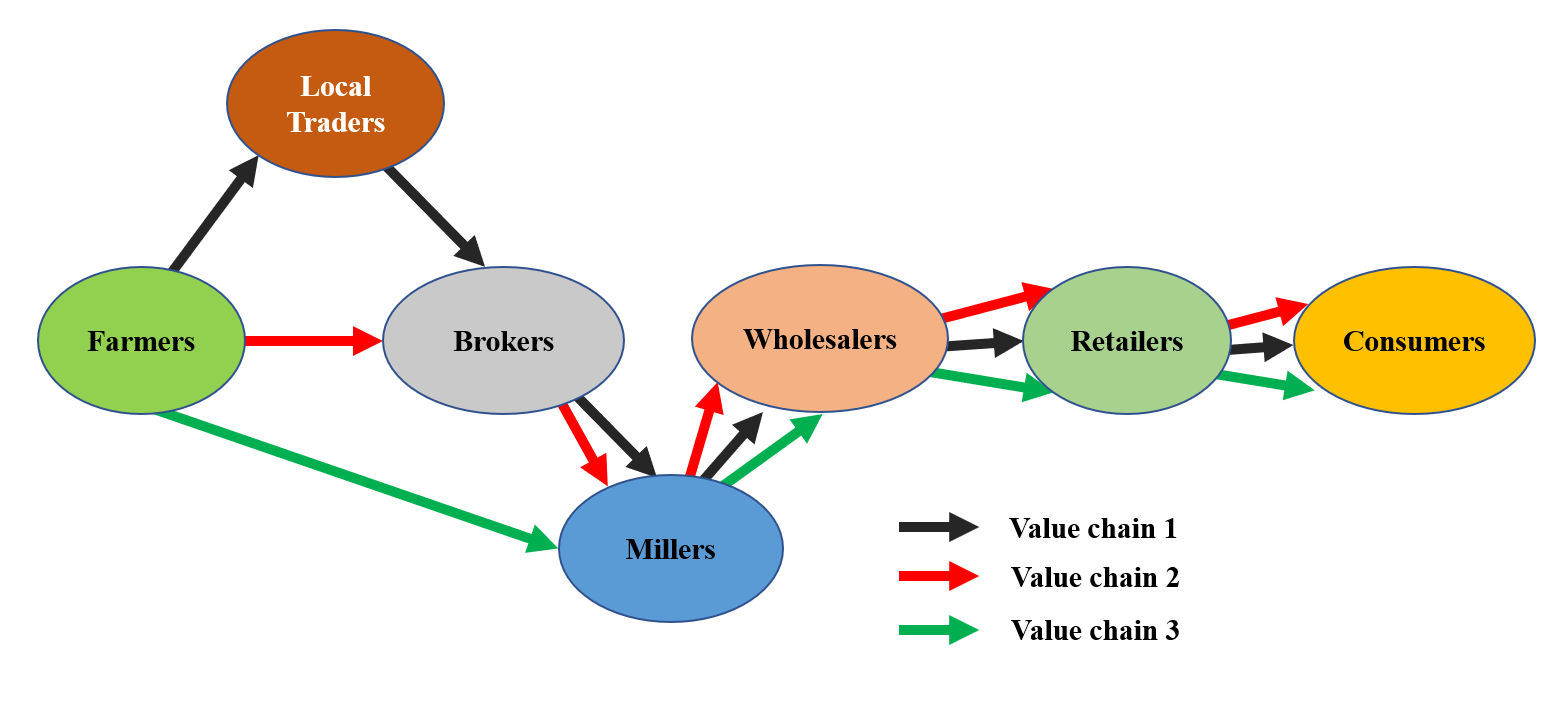 Local
Traders
Farmers
Brokers
Wholesalers
Retailers
Consumers
Millers
Value chain 1
Value chain 2
Value chain 3